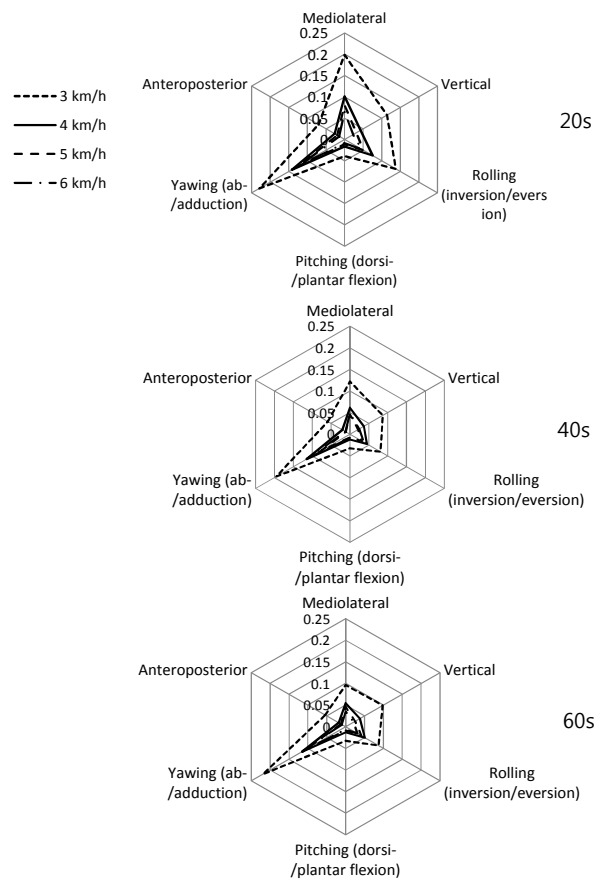 Mediolateral
0.25
0.2
0.15
0.1
0.05
0
Anteroposterior
Vertical
3 km/h
4 km/h
5 km/h
6 km/h
20s
Yawing (ab-
/adduction)
Rolling
(inversion/evers
ion)
Pitching (dorsi-
/plantar flexion)
Mediolateral
0.25
0.2
0.15
0.1
0.05
0
Anteroposterior
Vertical
40s
Yawing (ab-
/adduction)
Rolling
(inversion/eversion)
Pitching (dorsi-
/plantar flexion)
Mediolateral
0.25
0.2
0.15
0.1
0.05
0
Anteroposterior
Vertical
60s
Yawing (ab-
/adduction)
Rolling
(inversion/eversion)
Pitching (dorsi-
/plantar flexion)